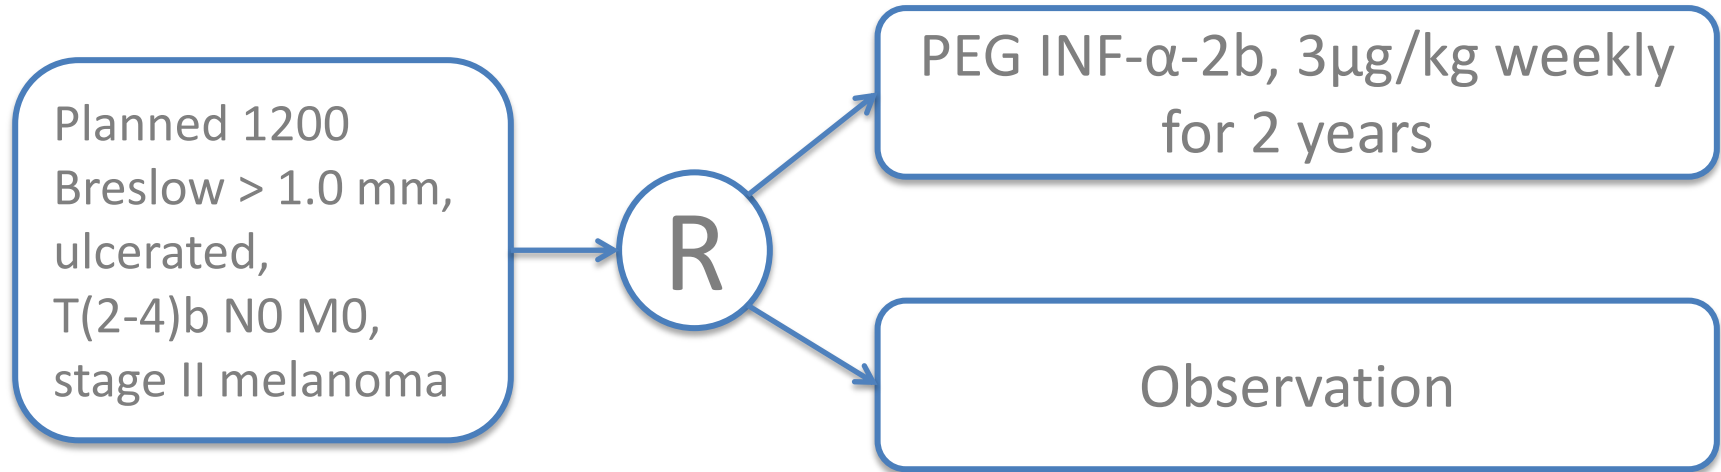 Planned 1200
Breslow > 1.0 mm,
ulcerated,
T(2-4)b N0 M0,
stage II melanoma
R
PEG INF-α-2b, 3µg/kg weekly
for 2 years
Observation